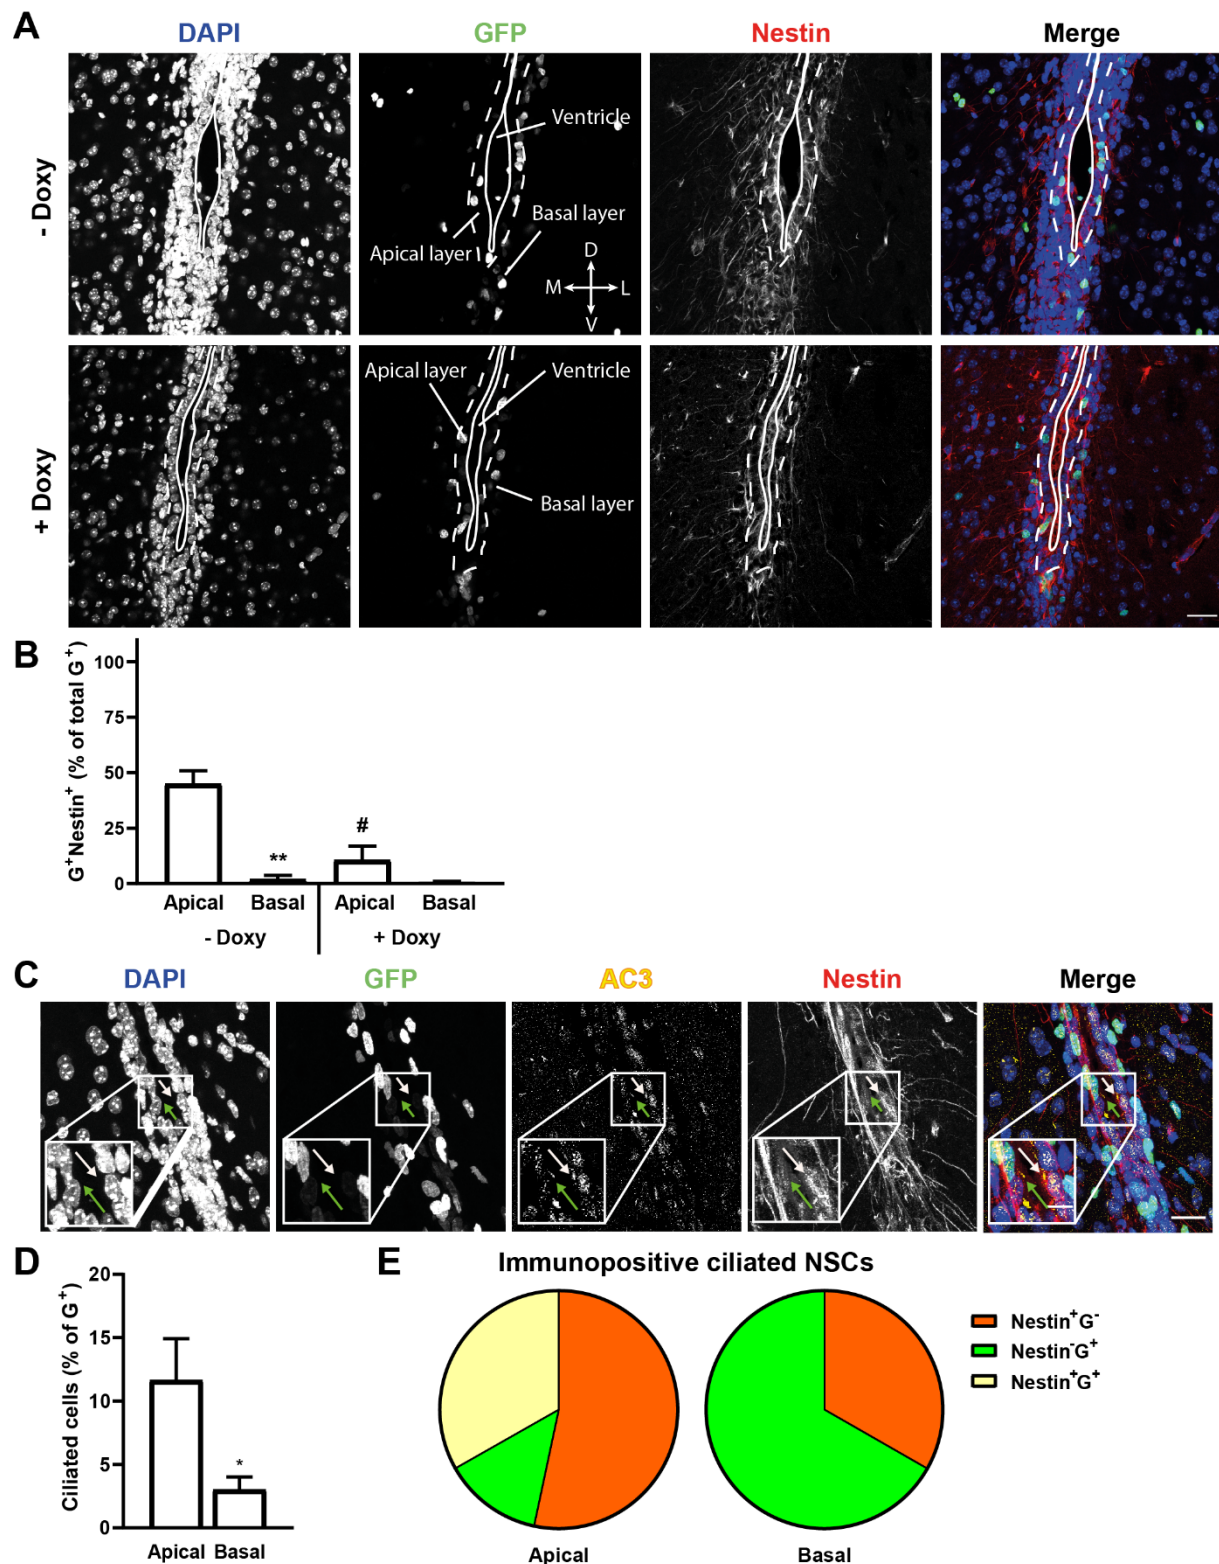 A
DAPI GFP Nestin Merge
- Doxy
Ventricle
Basal layer
Apical layer
D
M L
V
+ Doxy
Apical layer Ventricle
Basal layer
B
G⁺Nestin⁺ (% of total G⁺)
100
75
50
25
0
**
#
Apical Basal Apical Basal
- Doxy + Doxy
C
DAPI GFP AC3 Nestin Merge
D
Ciliated cells (% of G⁺)
20
15
10
5
0
*
Apical Basal
E
Immunopositive ciliated NSCs
Nestin⁺G⁻
Nestin⁻G⁺
Nestin⁺G⁺
Apical Basal